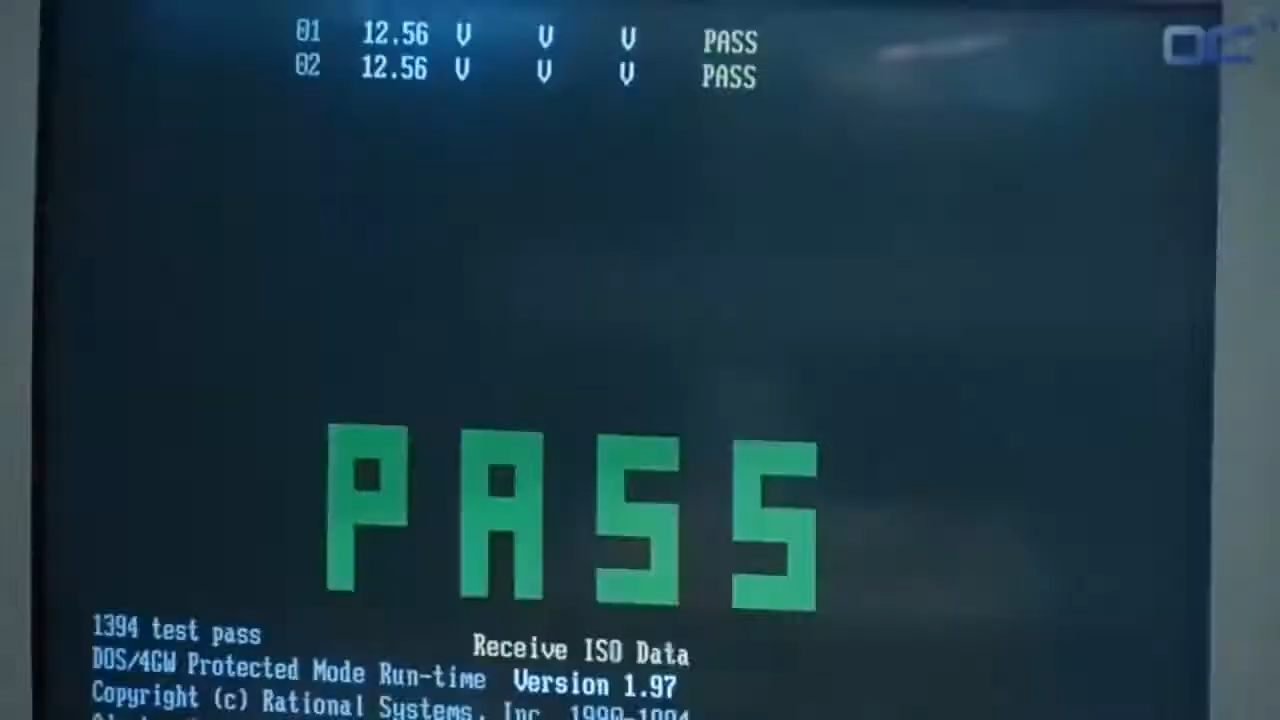 01 12.56 V V V PASS
02 12.56 V V V PASS
PASS
1394 test pass
Receive ISO Data
DOS/4GW Protected Mode Run-time Version 1.97
Copyright (c) Rational Systems, Inc. 1990-1994
OC